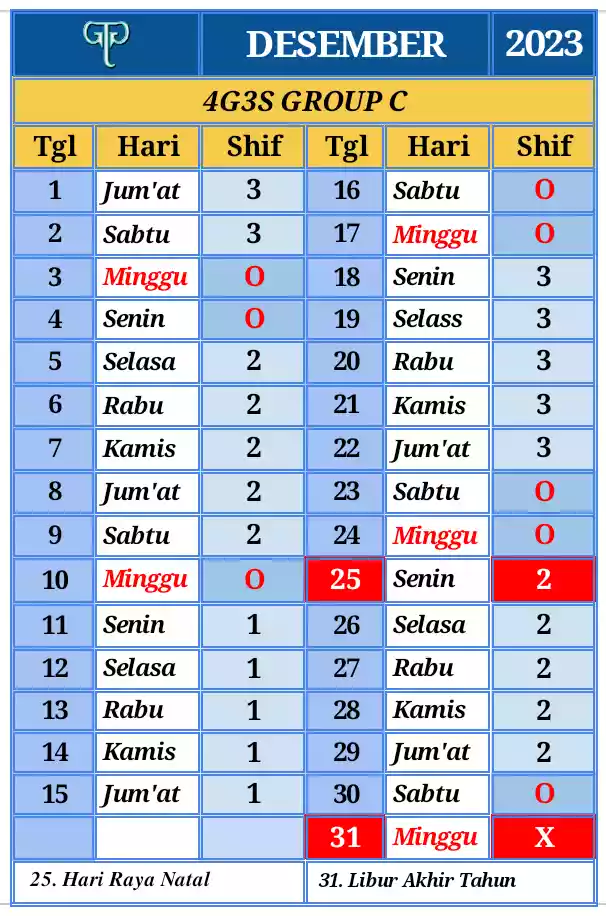 GTP DESEMBER 2023
4G3S GROUP C
Tgl Hari Shif Tgl Hari Shif
1 Jum'at 3 16 Sabtu O
2 Sabtu 3 17 Minggu O
3 Minggu O 18 Senin 3
4 Senin O 19 Selass 3
5 Selasa 2 20 Rabu 3
6 Rabu 2 21 Kamis 3
7 Kamis 2 22 Jum'at 3
8 Jum'at 2 23 Sabtu O
9 Sabtu 2 24 Minggu O
10 Minggu O 25 Senin 2
11 Senin 1 26 Selasa 2
12 Selasa 1 27 Rabu 2
13 Rabu 1 28 Kamis 2
14 Kamis 1 29 Jum'at 2
15 Jum'at 1 30 Sabtu O
31 Minggu X
25. Hari Raya Natal 31. Libur Akhir Tahun